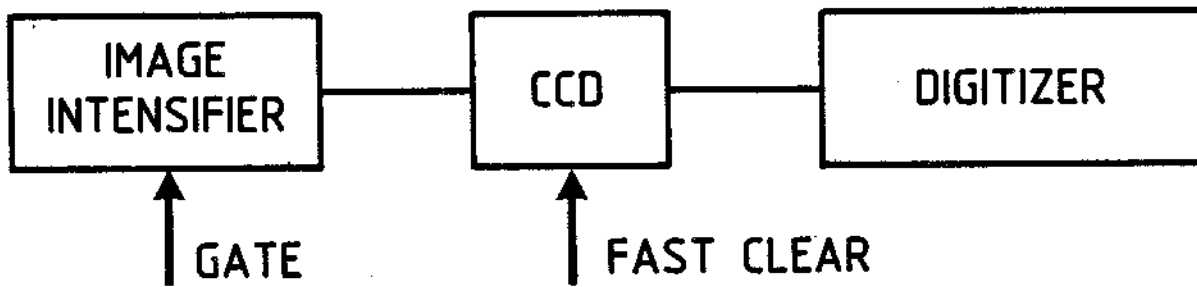 IMAGE
INTENSIFIER
CCD
DIGITIZER
GATE
FAST CLEAR